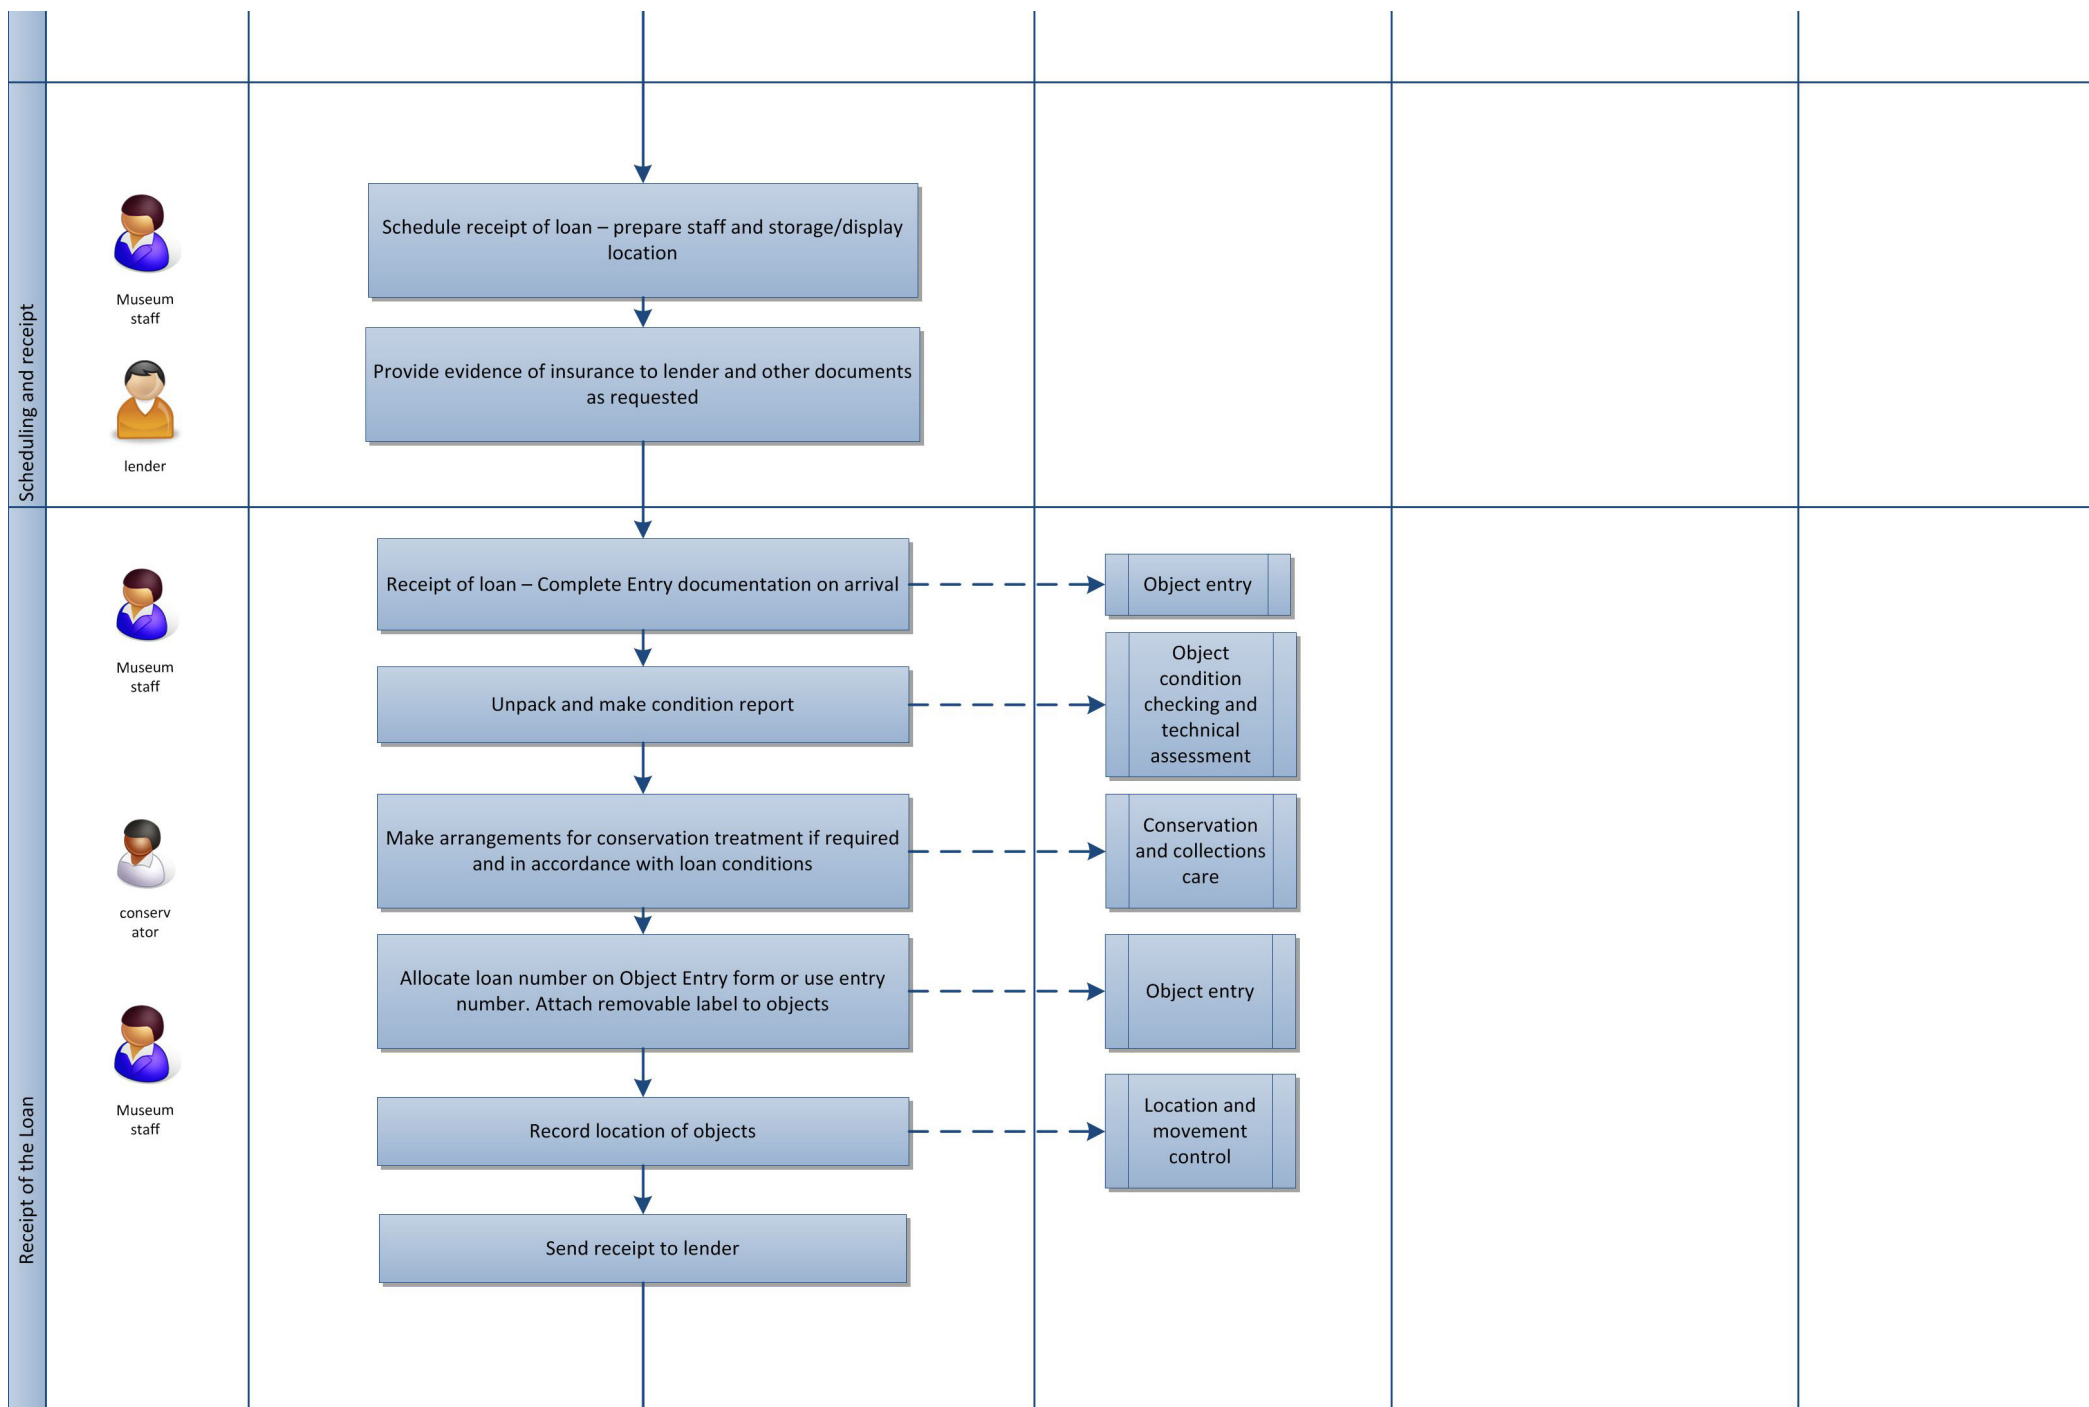 Scheduling and receipt
Museum
staff
Schedule receipt of loan – prepare staff and storage/display
location
lender
Provide evidence of insurance to lender and other documents
as requested
Receipt of the Loan
Museum
staff
Receipt of loan – Complete Entry documentation on arrival
Object entry
Unpack and make condition report
Object
condition
checking and
technical
assessment
conserv
ator
Make arrangements for conservation treatment if required
and in accordance with loan conditions
Conservation
and collections
care
Museum
staff
Allocate loan number on Object Entry form or use entry
number. Attach removable label to objects
Object entry
Record location of objects
Location and
movement
control
Send receipt to lender